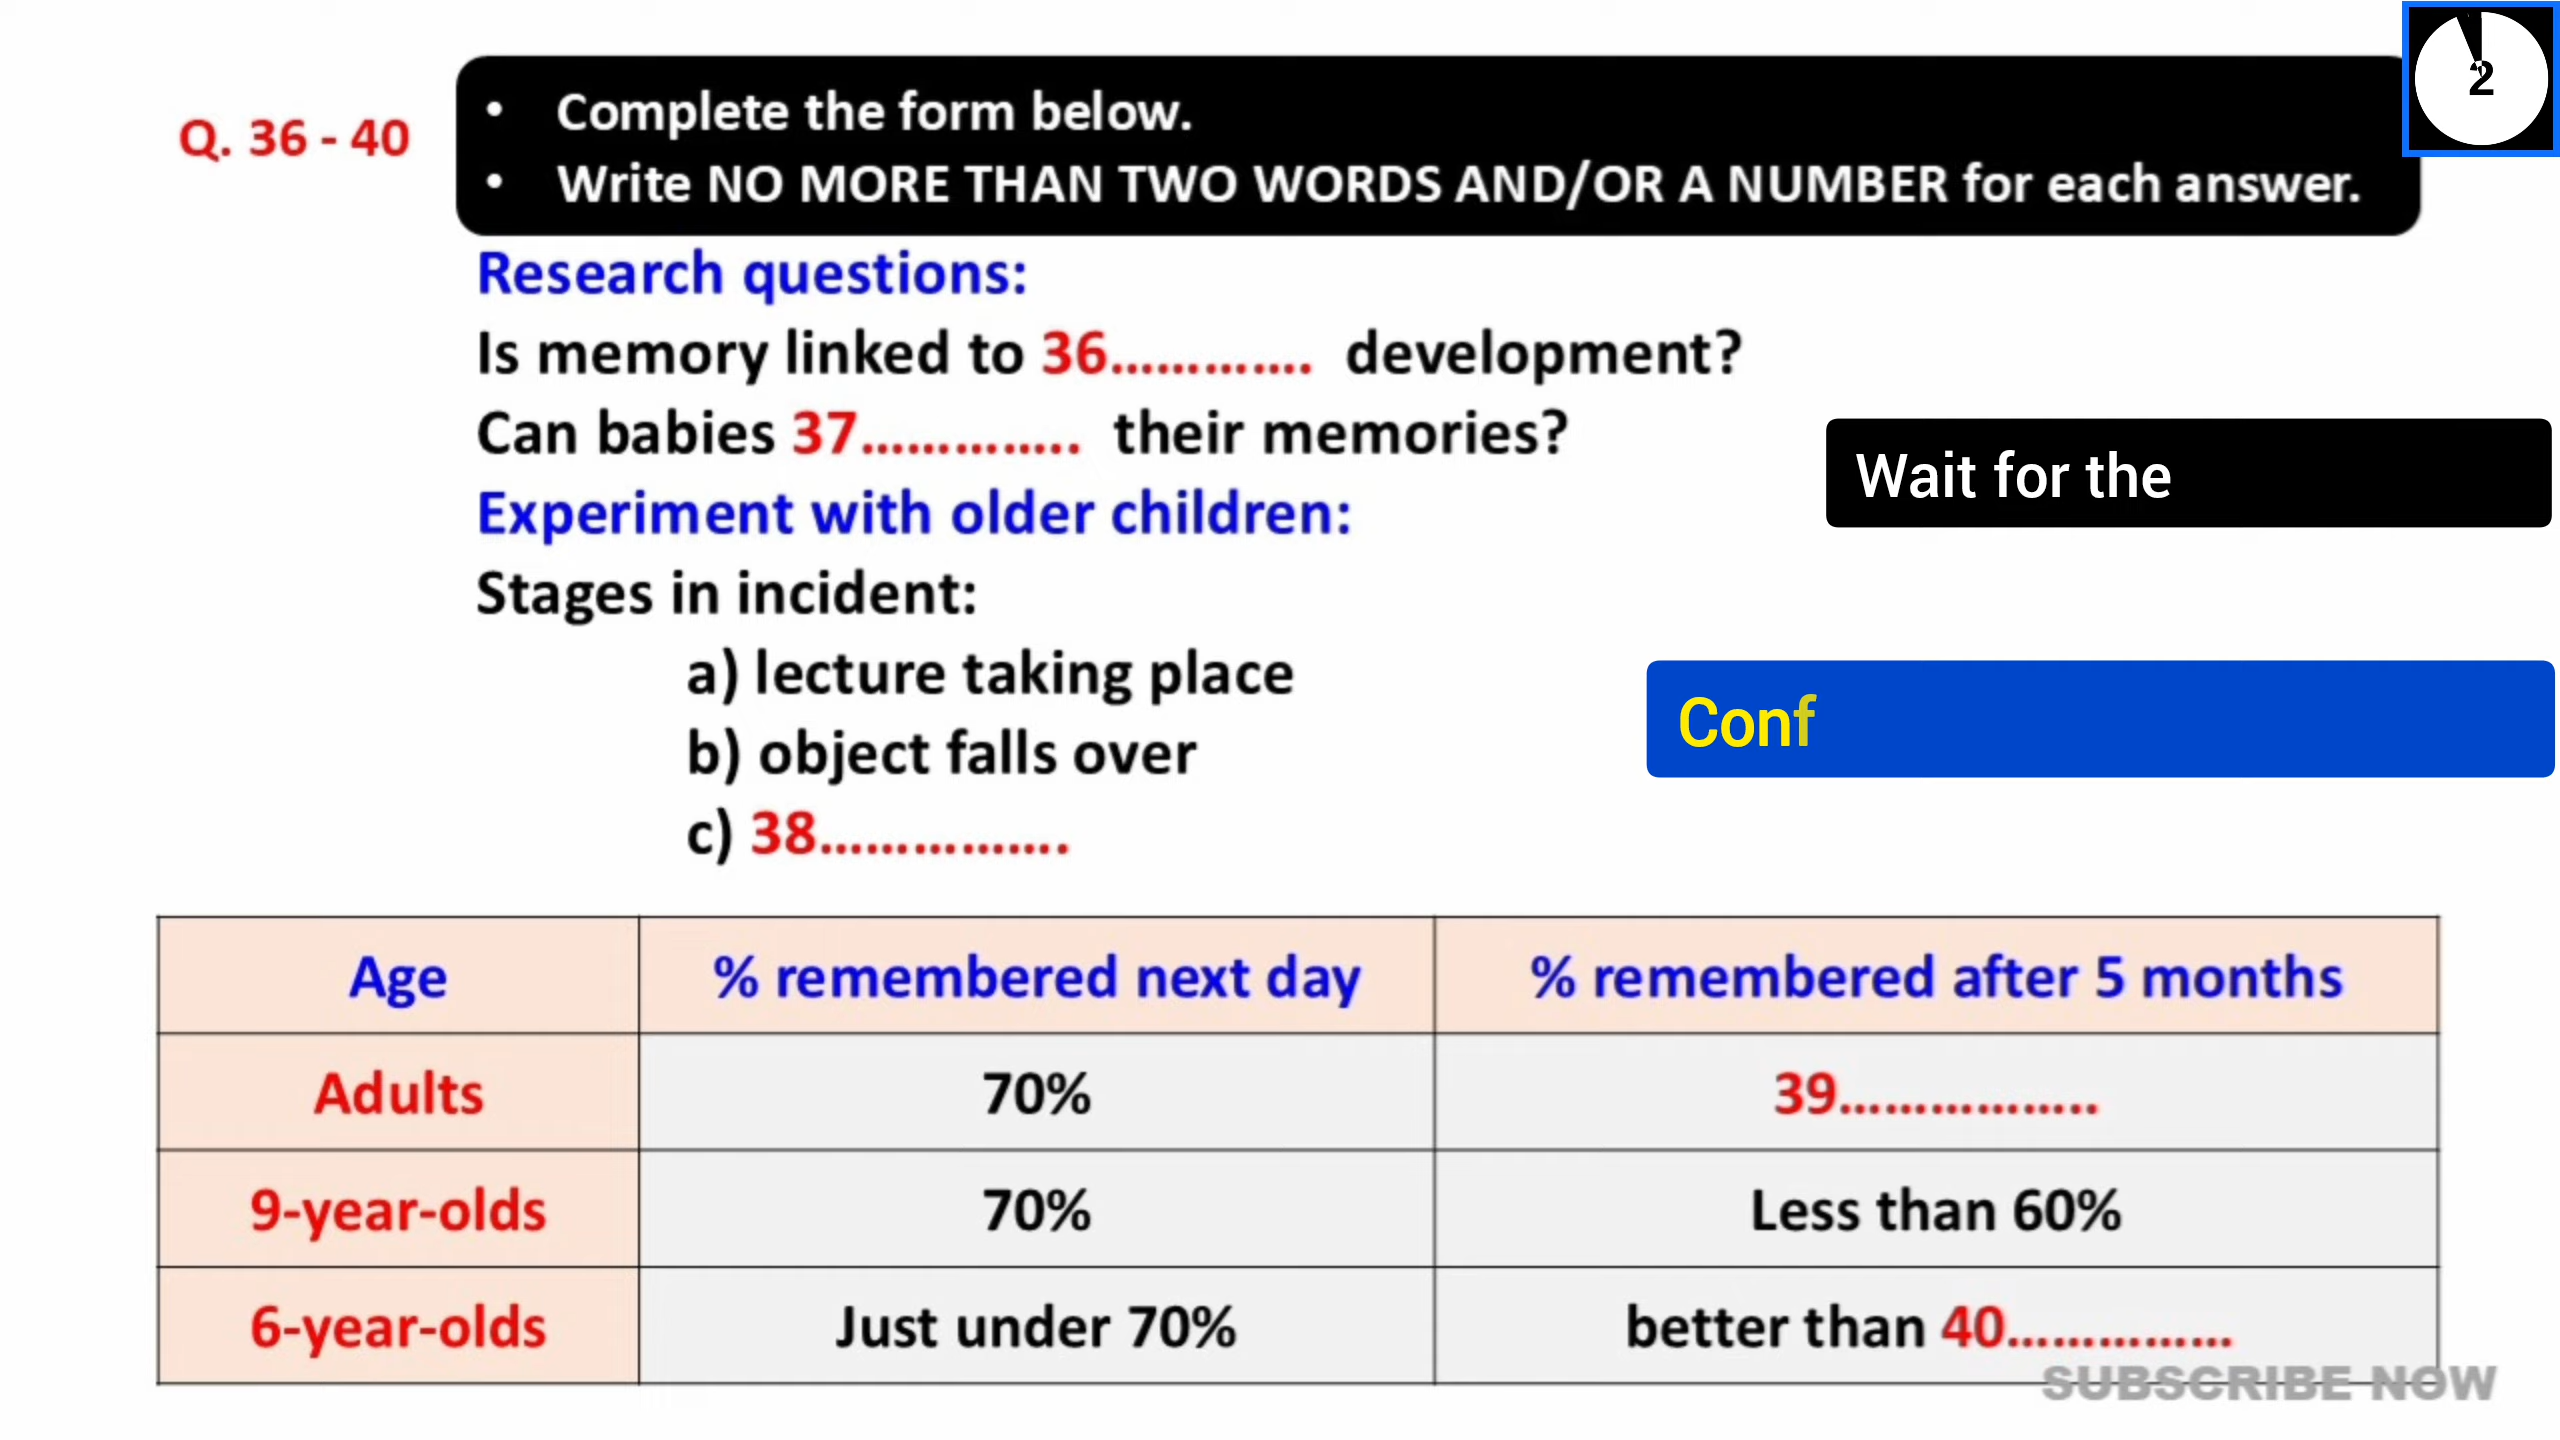 2
Q. 36 - 40
• Complete the form below.
• Write NO MORE THAN TWO WORDS AND/OR A NUMBER for each answer.
Research questions:
Is memory linked to 36............. development?
Can babies 37.............. their memories?
Wait for the
Experiment with older children:
Stages in incident:
a) lecture taking place
Conf
b) object falls over
c) 38................
Age % remembered next day % remembered after 5 months
Adults 70% 39.................
9-year-olds 70% Less than 60%
6-year-olds Just under 70% better than 40...............
SUBSCRIBE NOW